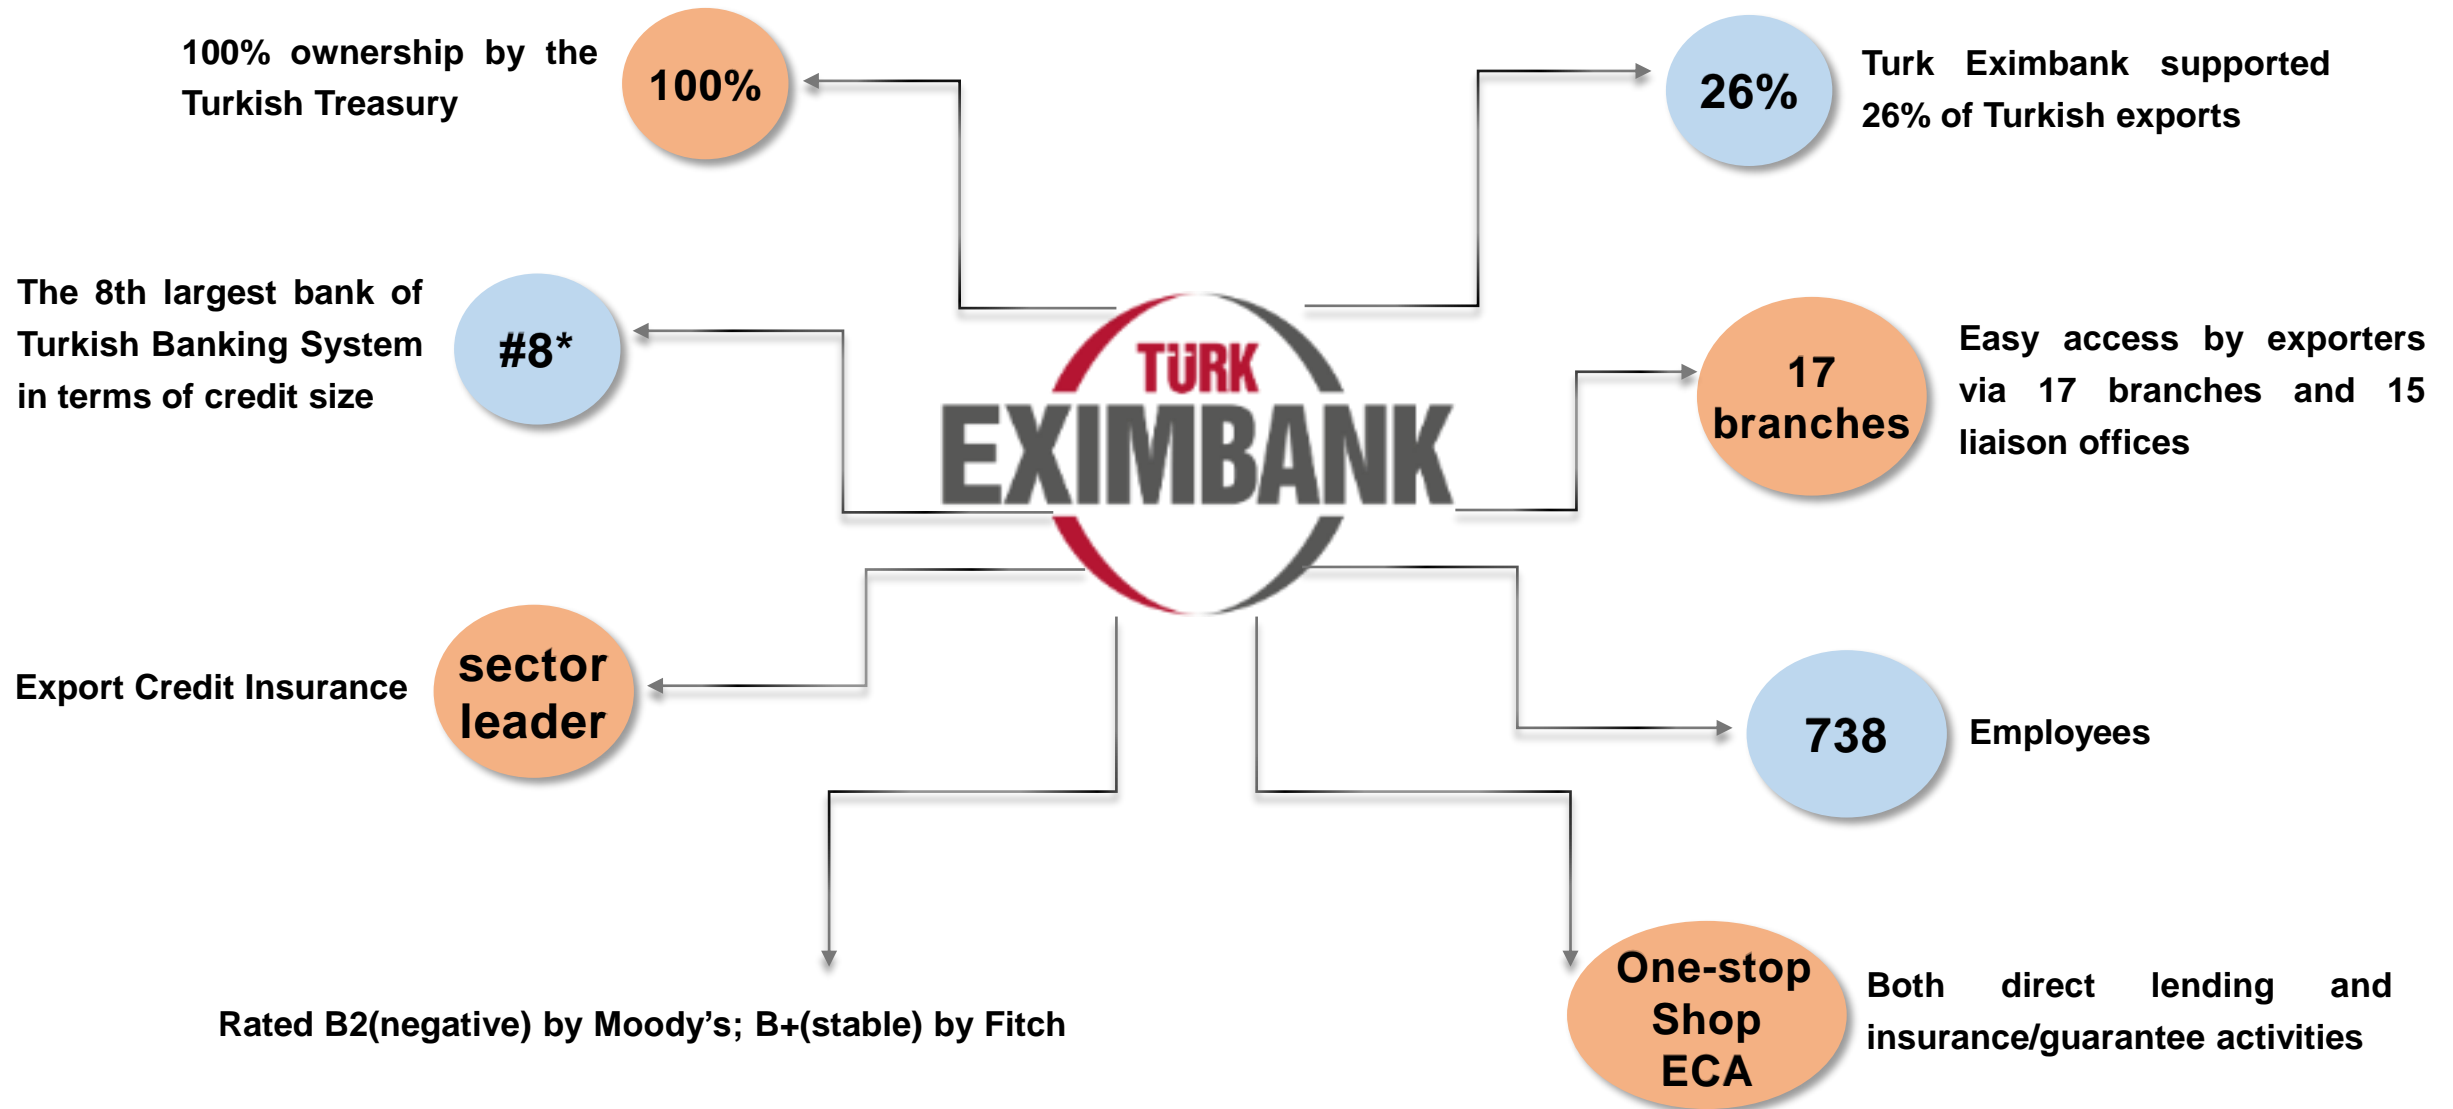 100% ownership by the
Turkish Treasury
100%
26%
Turk Eximbank supported
26% of Turkish exports
The 8th largest bank of
Turkish Banking System
in terms of credit size
#8*
TÜRK
EXIMBANK
17
branches
Easy access by exporters
via 17 branches and 15
liaison offices
Export Credit Insurance
sector
leader
738
Employees
Rated B2(negative) by Moody’s; B+(stable) by Fitch
One-stop
Shop
ECA
Both direct lending and
insurance/guarantee activities